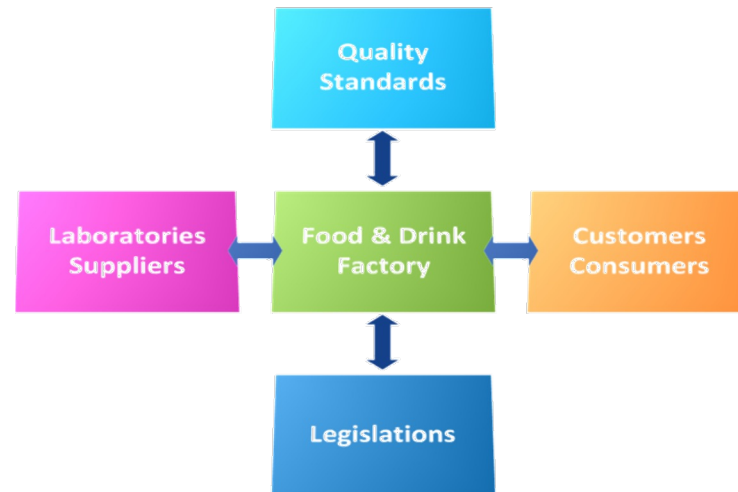 Quality
Standards
Laboratories
Suppliers
Food & Drink
Factory
Customers
Consumers
Legislations